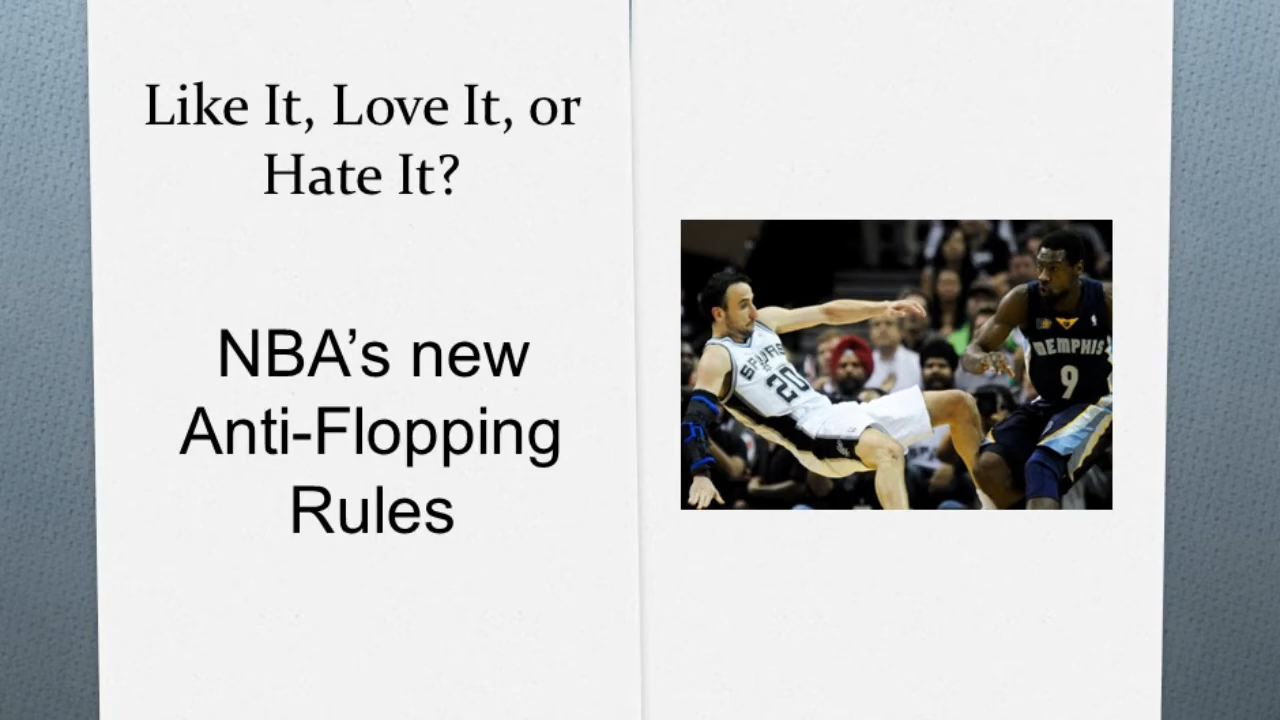 Like It, Love It, or
Hate It?
NBA’s new
Anti-Flopping
Rules
SPURS
20
MEMPHIS
9